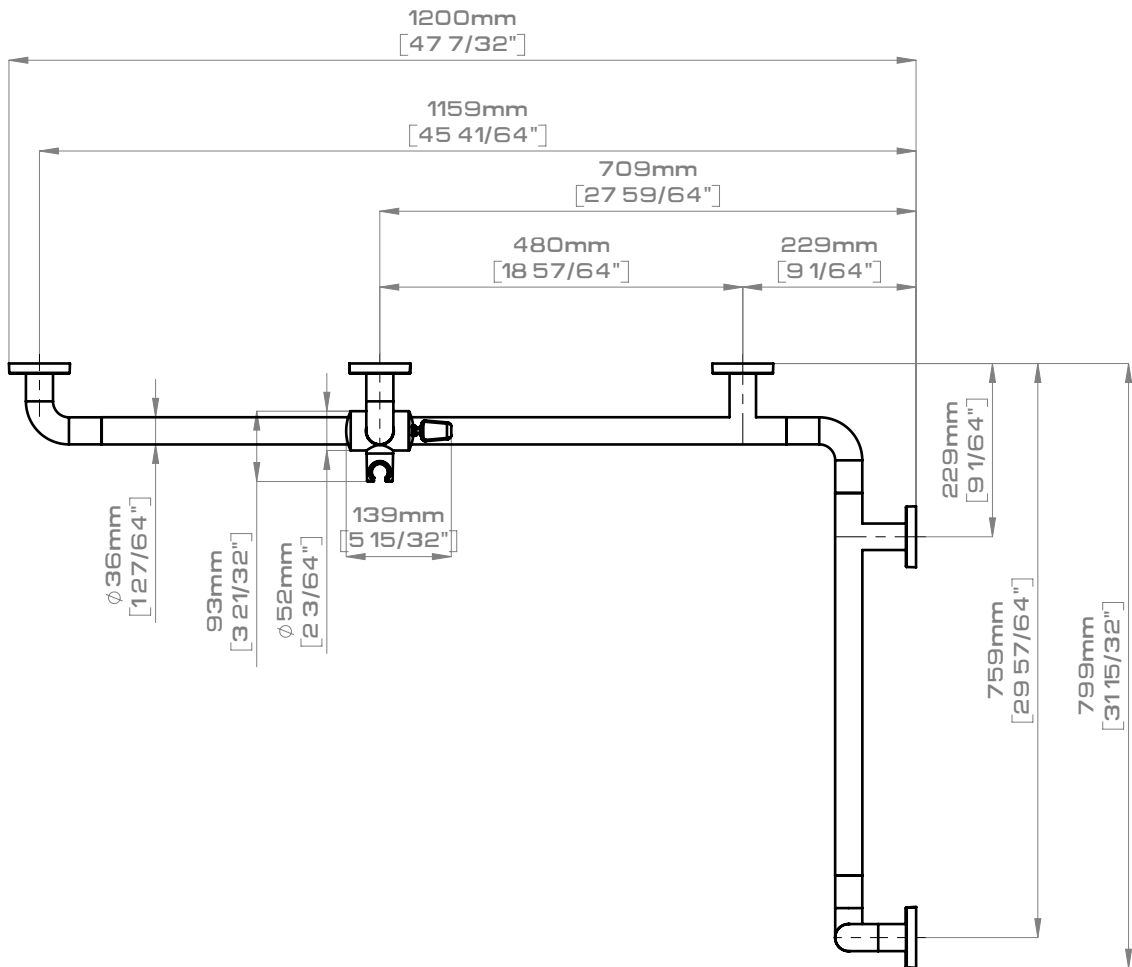 1200mm
[47 7/32"]
1159mm
[45 41/64"]
709mm
[27 59/64"]
480mm
[18 57/64"]
229mm
[9 1/64"]
229mm
[9 1/64"]
139mm
[5 15/32"]
Ø36mm
[1 27/64"]
93mm
[3 21/32"]
Ø52mm
[2 3/64"]
759mm
[29 57/64"]
799mm
[31 15/32"]